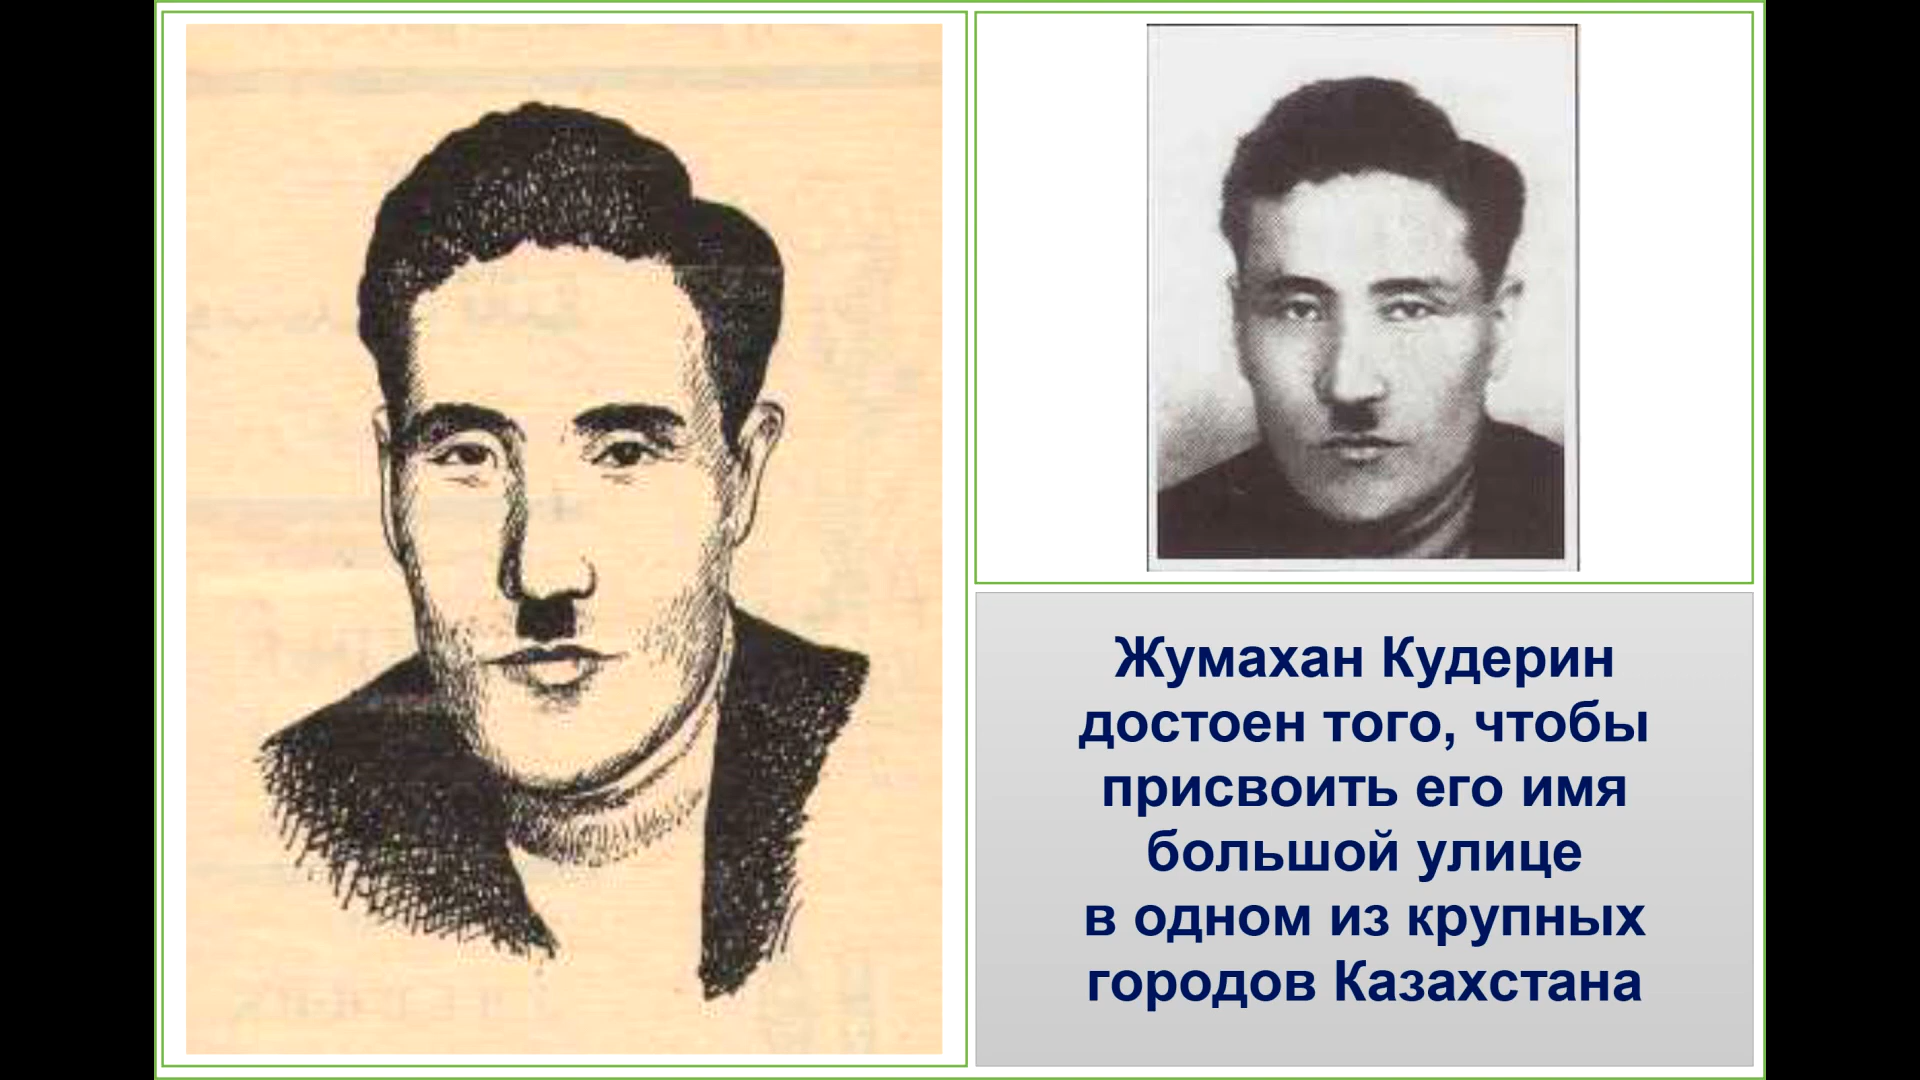 Жумахан Кудерин
достоен того, чтобы
присвоить его имя
большой улице
в одном из крупных
городов Казахстана